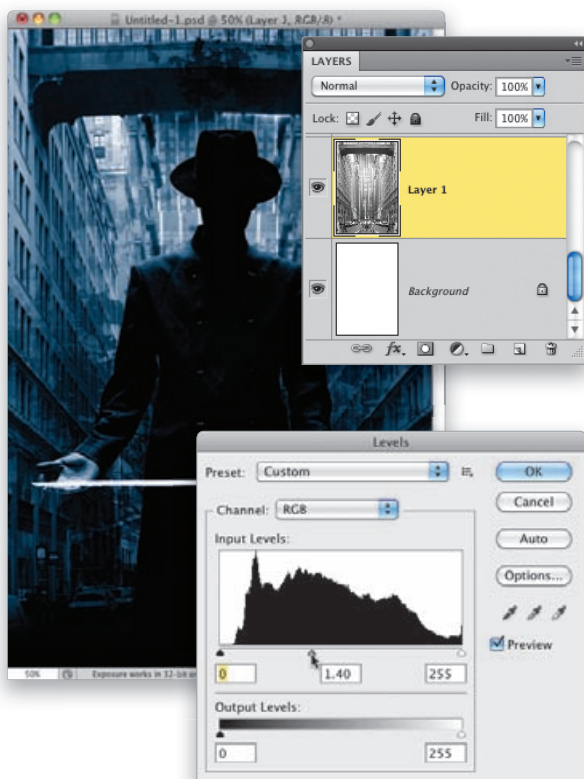 Untitled-1.psd @ 50% (Layer 3, RGB/8) *
LAYERS
Normal
Opacity: 100%
Lock:
Fill: 100%
Layer 1
Background
fx
Levels
Preset: Custom
OK
Channel: RGB
Cancel
Input Levels:
Auto
Options...
Preview
0
1.40
255
Output Levels:
0
255
50%
Exposure works in 32-bit